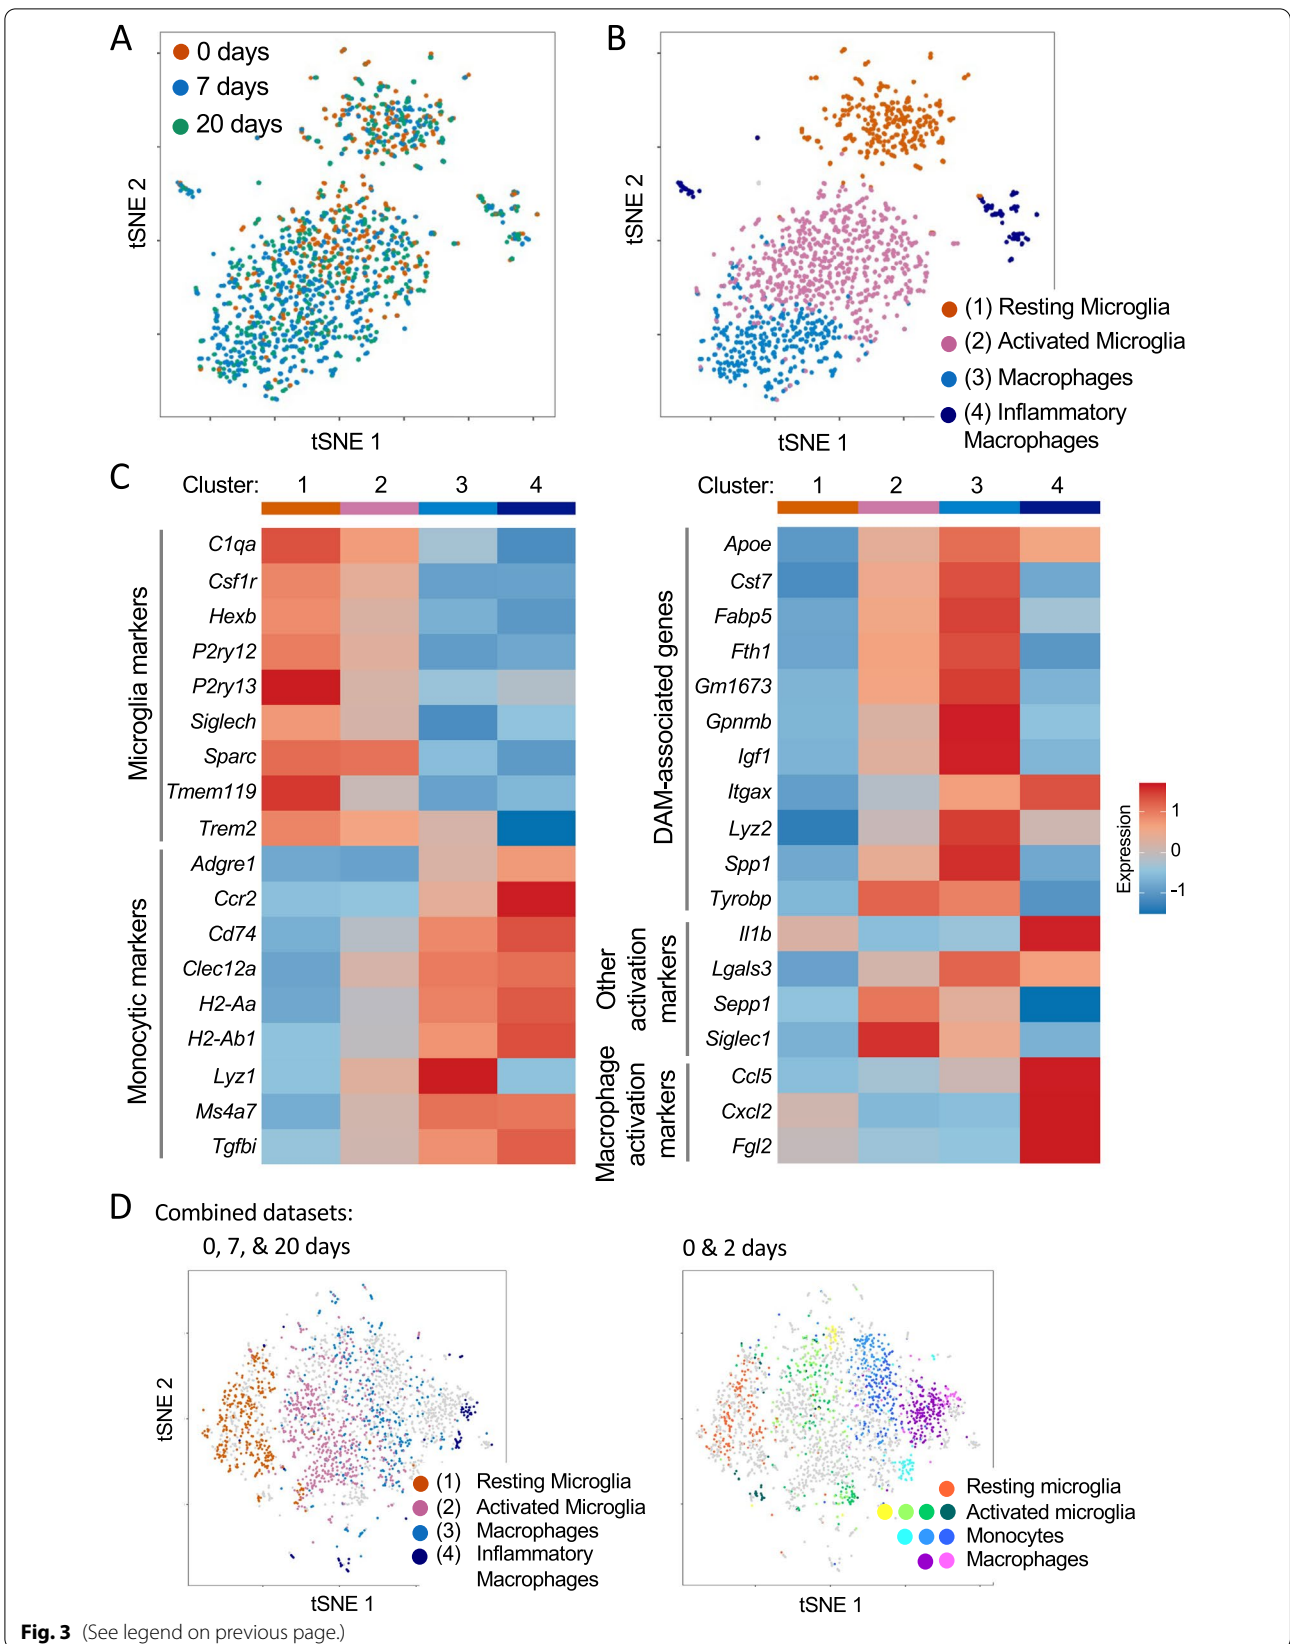 A
0 days
7 days
20 days
tSNE 2
tSNE 1
B
tSNE 2
(1) Resting Microglia
(2) Activated Microglia
(3) Macrophages
(4) Inflammatory
Macrophages
tSNE 1
C
Cluster: 1 2 3 4
Microglia markers
C1qa
Csf1r
Hexb
P2ry12
P2ry13
Siglech
Sparc
Tmem119
Trem2
Monocytic markers
Adgre1
Ccr2
Cd74
Clec12a
H2-Aa
H2-Ab1
Lyz1
Ms4a7
Tgfbi
Cluster: 1 2 3 4
DAM-associated genes
Apoe
Cst7
Fabp5
Fth1
Gm1673
Gpnmb
Igf1
Itgax
Lyz2
Spp1
Tyrobp
Other
activation
markers
Il1b
Lgals3
Sepp1
Siglec1
Macrophage
activation
markers
Ccl5
Cxcl2
Fgl2
Expression
1
0
-1
D
Combined datasets:
0, 7, & 20 days
tSNE 2
(1) Resting Microglia
(2) Activated Microglia
(3) Macrophages
(4) Inflammatory
Macrophages
tSNE 1
0 & 2 days
Resting microglia
Activated microglia
Monocytes
Macrophages
tSNE 1
Fig. 3 (See legend on previous page.)